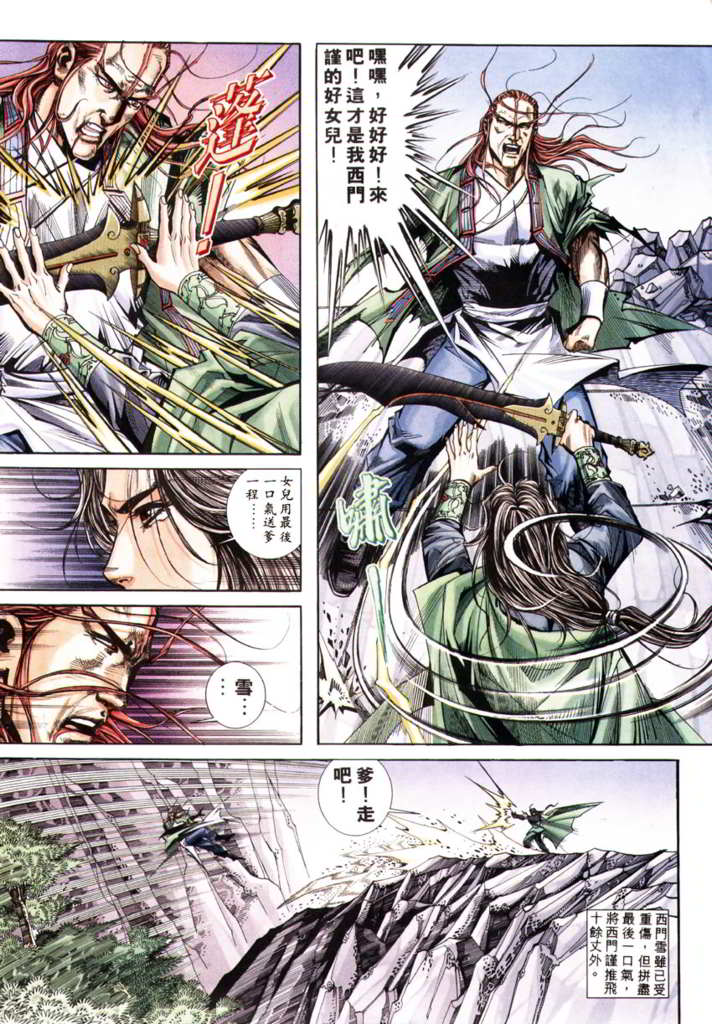 嘿嘿，好好好！來
吧！這才是我西門
謹的好女兒！
嘯！
蓬！
女兒用最後
一口氣送爹
一程……
…雪…
爹！走
吧！
西門雪雖已受
重傷，但拼盡
最後一口氣，
將西門謹推飛
十餘丈外。